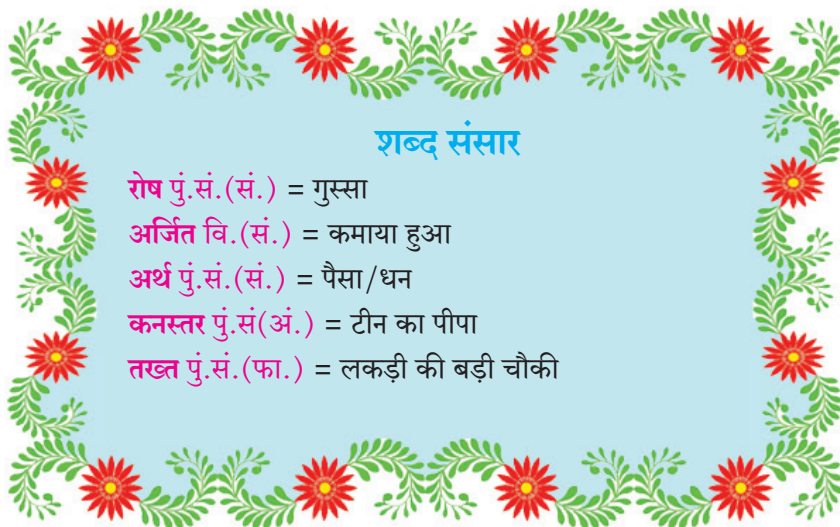 शब्द संसार
रोष पुं.सं.(सं.) = गुस्सा
अर्जित वि.(सं.) = कमाया हुआ
अर्थ पुं.सं.(सं.) = पैसा/धन
कनस्तर पुं.सं(अं.) = टीन का पीपा
तख्त पुं.सं.(फा.) = लकड़ी की बड़ी चौकी